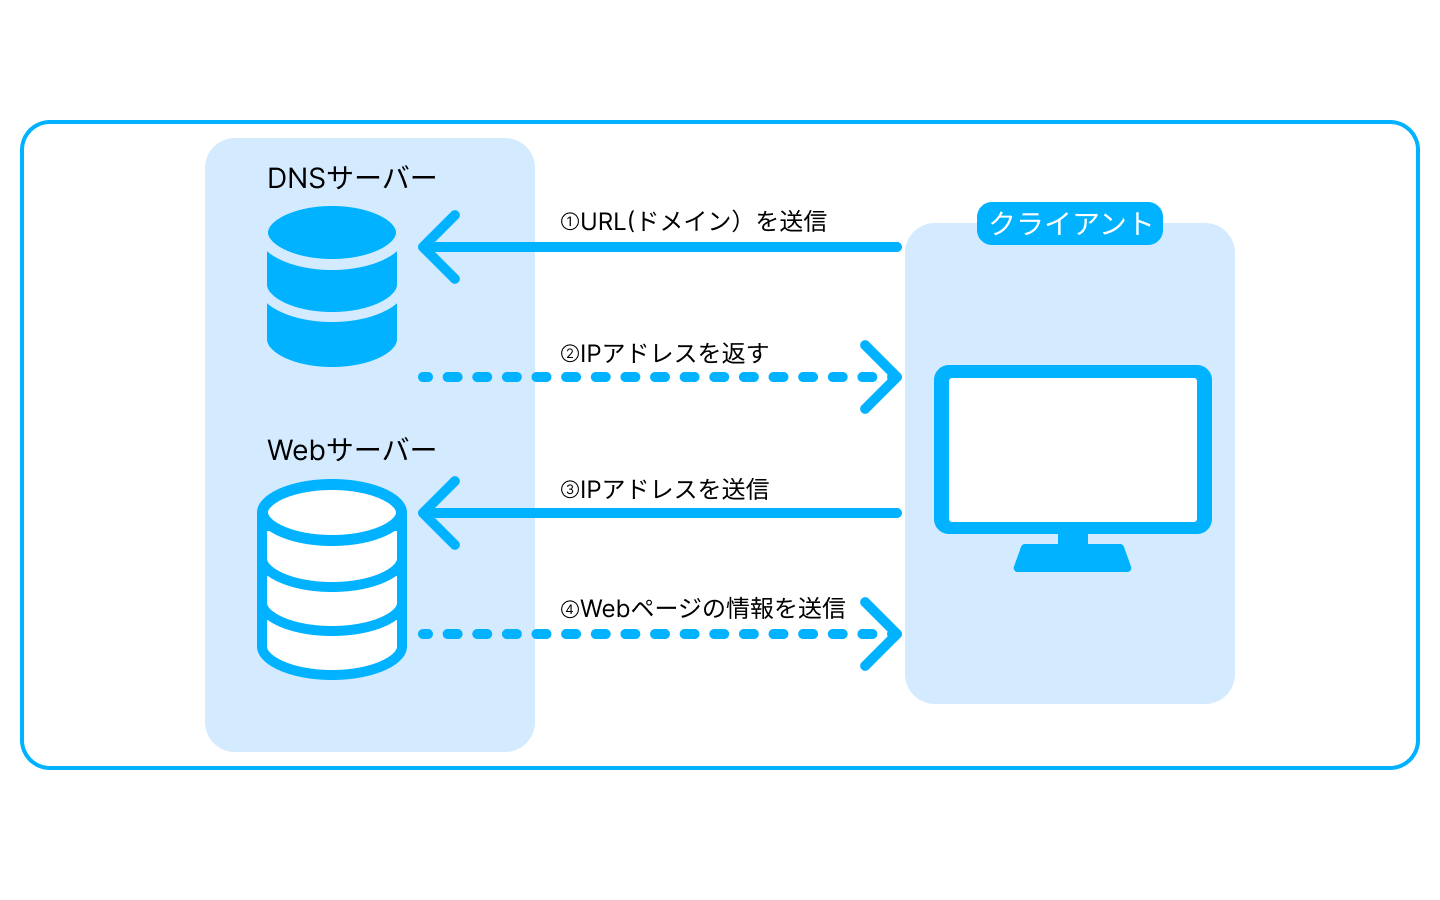 DNSサーバー
①URL(ドメイン）を送信
クライアント
②IPアドレスを返す
Webサーバー
③IPアドレスを送信
④Webページの情報を送信